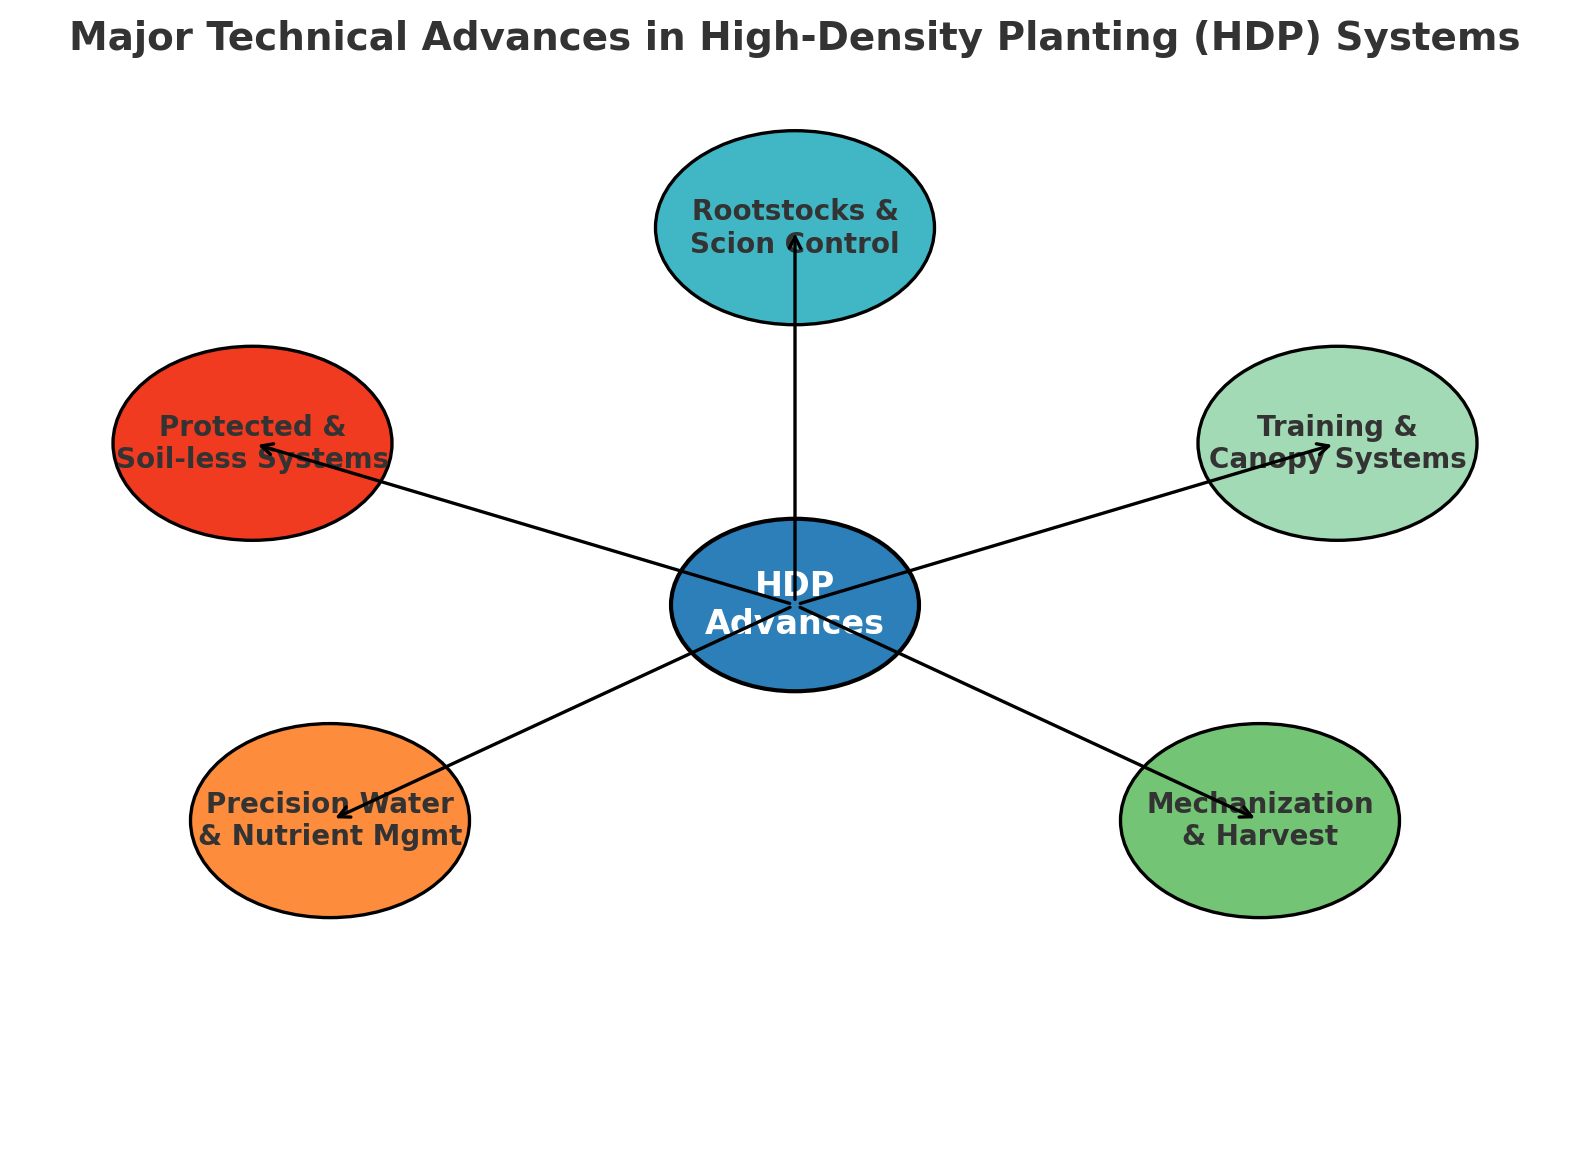 Major Technical Advances in High-Density Planting (HDP) Systems
Rootstocks &
Scion Control
Protected &
Soil-less Systems
Training &
Canopy Systems
HDP
Advances
Precision Water
& Nutrient Mgmt
Mechanization
& Harvest